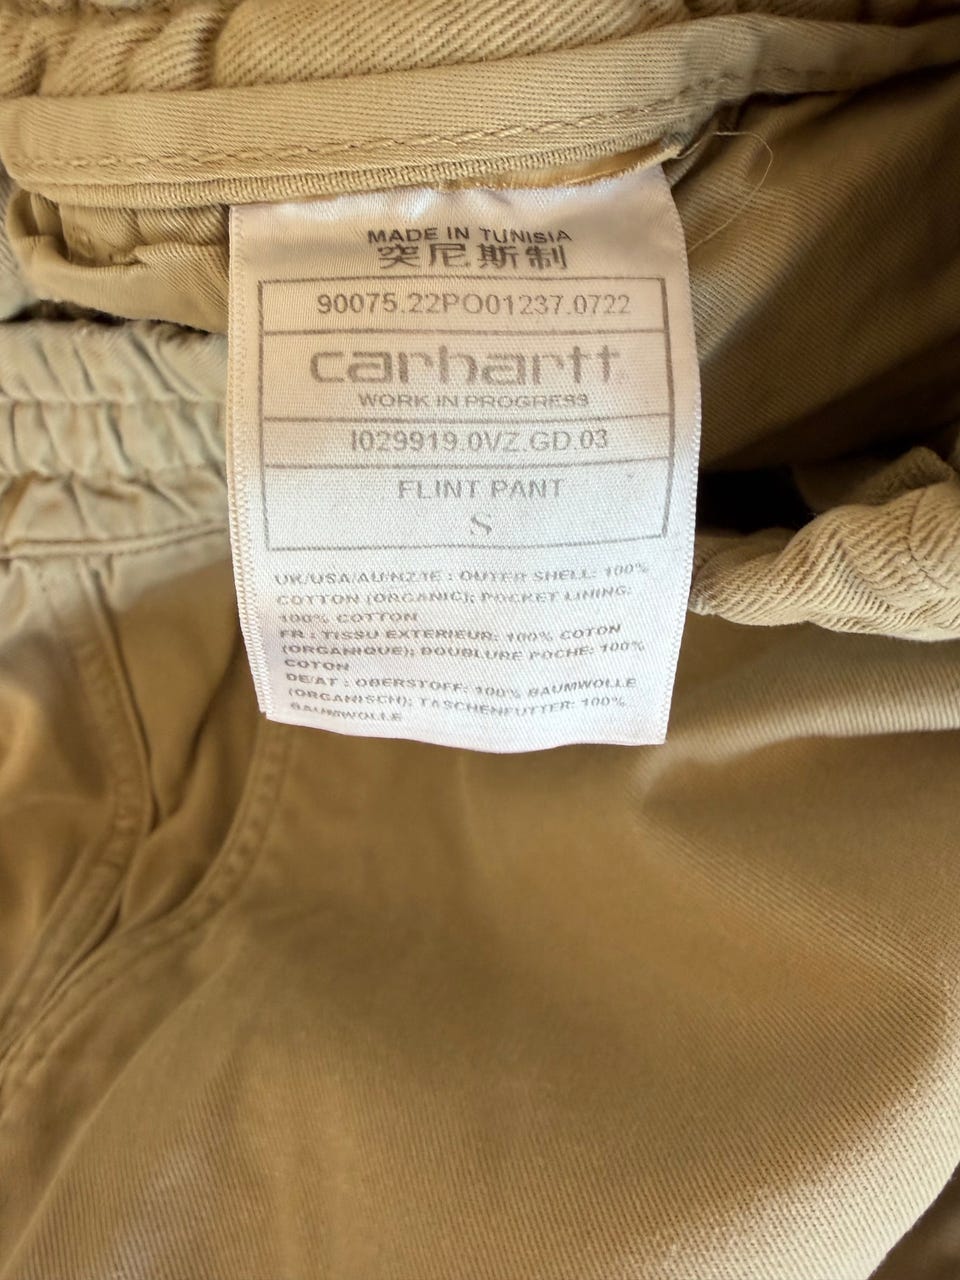 MADE IN TUNISIA
突尼斯制
90075.22PO01237.0722
carhartt
WORK IN PROGRESS
I029919.0VZ.GD.03
FLINT PANT
S
UK/USA/AU/NZ/IE : OUTER SHELL: 100%
COTTON (ORGANIC); POCKET LINING:
100% COTTON
FR : TISSU EXTERIEUR: 100% COTON
(ORGANIQUE); DOUBLURE POCHE: 100%
COTON
DE/AT : OBERSTOFF: 100% BAUMWOLLE
(ORGANISCH); TASCHENFUTTER: 100%
BAUMWOLLE